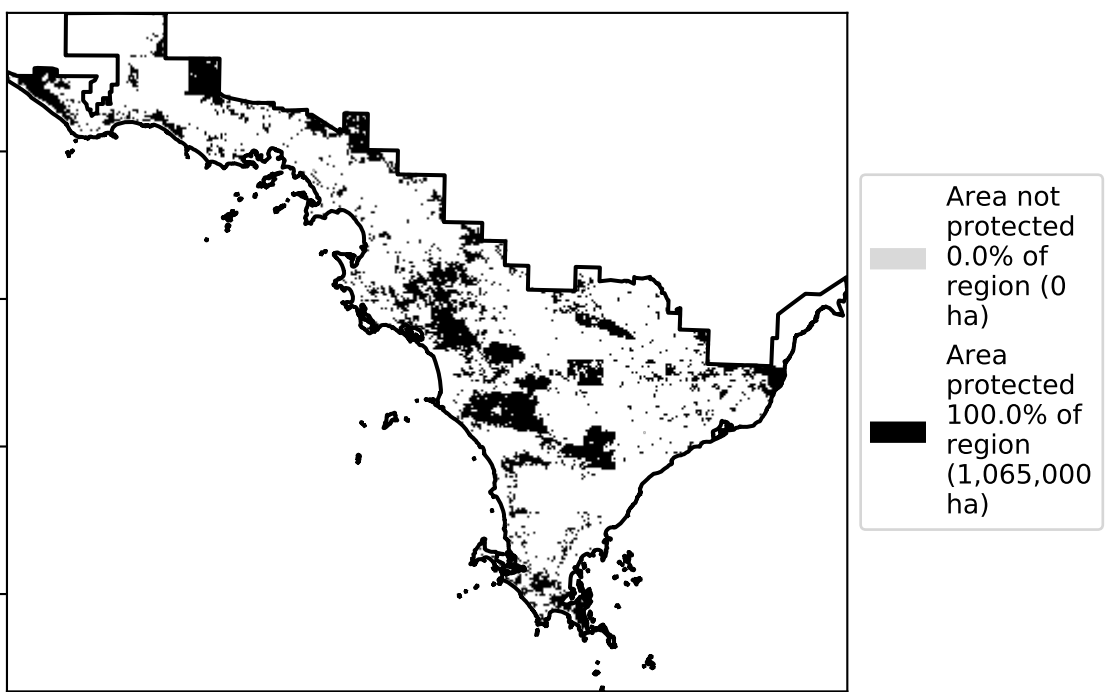 Area not
protected
0.0% of
region (0
ha)
Area
protected
100.0% of
region
(1,065,000
ha)